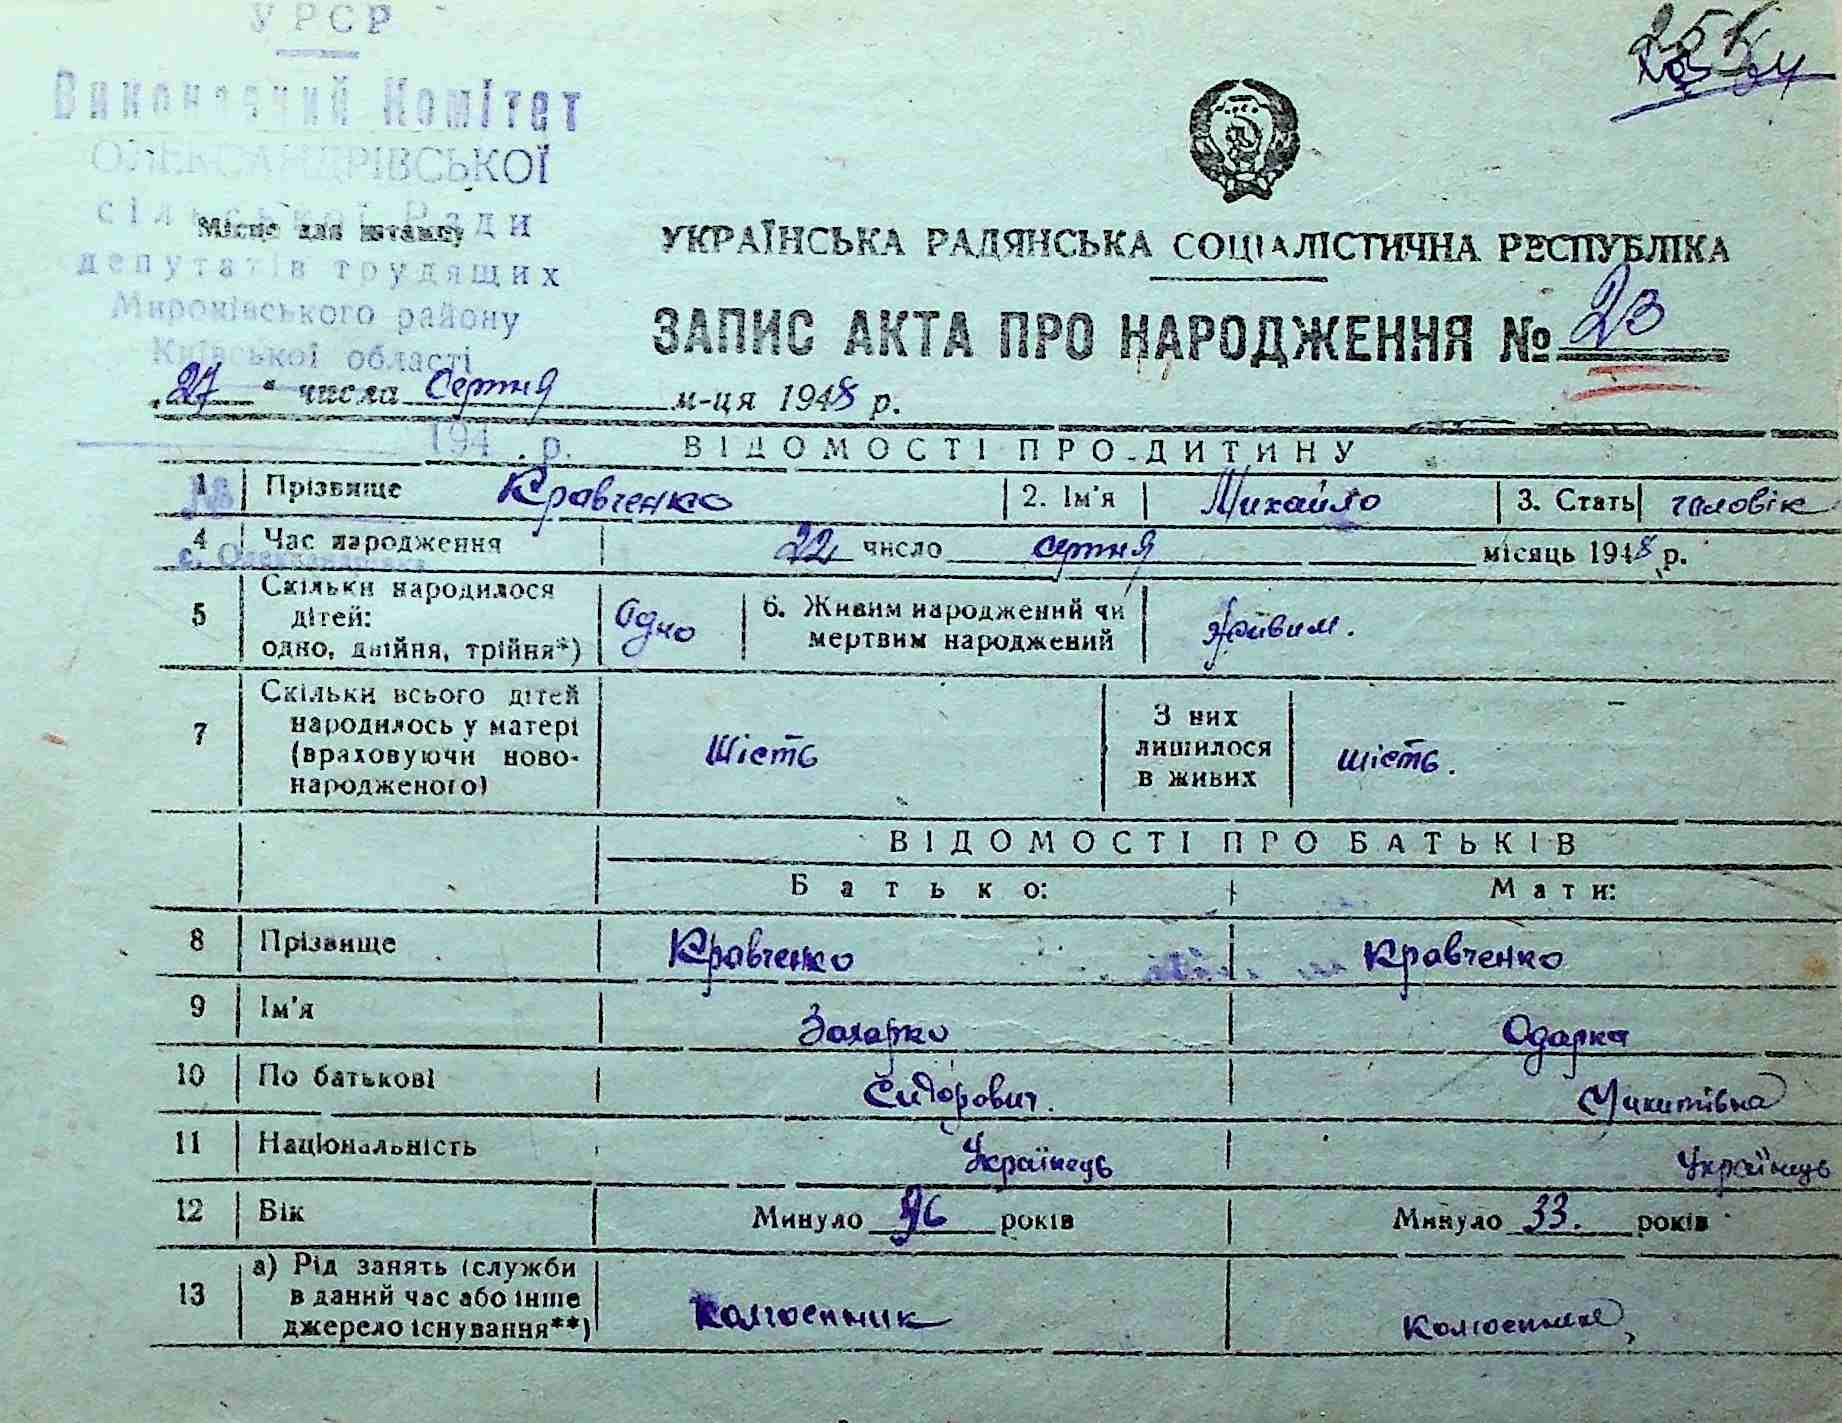 УРСР
Виконавчий Комітет
ОЛЕКСАНДРІВСЬКОЇ
сільської Ради
Місце для штампу
депутатів трудящих
Миронівського району
Київської області
УКРАЇНСЬКА РАДЯНСЬКА СОЦІАЛІСТИЧНА РЕСПУБЛІКА
ЗАПИС АКТА ПРО НАРОДЖЕННЯ № 23
„27“ числа Серпня м-ця 1948 р.
194 . р.
ВІДОМОСТІ ПРО ДИТИНУ
1 Прізвище Кравченко 2. Ім'я Михайло 3. Стать чоловік
4 Час народження 22 число серпня місяць 1948 р.
5 Скільки народилося дітей: одно, двійня, трійня*) Одно 6. Живим народжений чи мертвим народжений Живим.
7 Скільки всього дітей народилось у матері (враховуючи ново-народженого) Шість З них лишилося в живих шість.
ВІДОМОСТІ ПРО БАТЬКІВ
Батько: Мати:
8 Прізвище Кравченко Кравченко
9 Ім'я Захарко Одарка
10 По батькові Сидорович. Микитівна
11 Національність Українець Українець
12 Вік Минуло років Минуло 33. років
13 а) Рід занять (служби в даний час або інше джерело існування**) колгоспник колгоспник